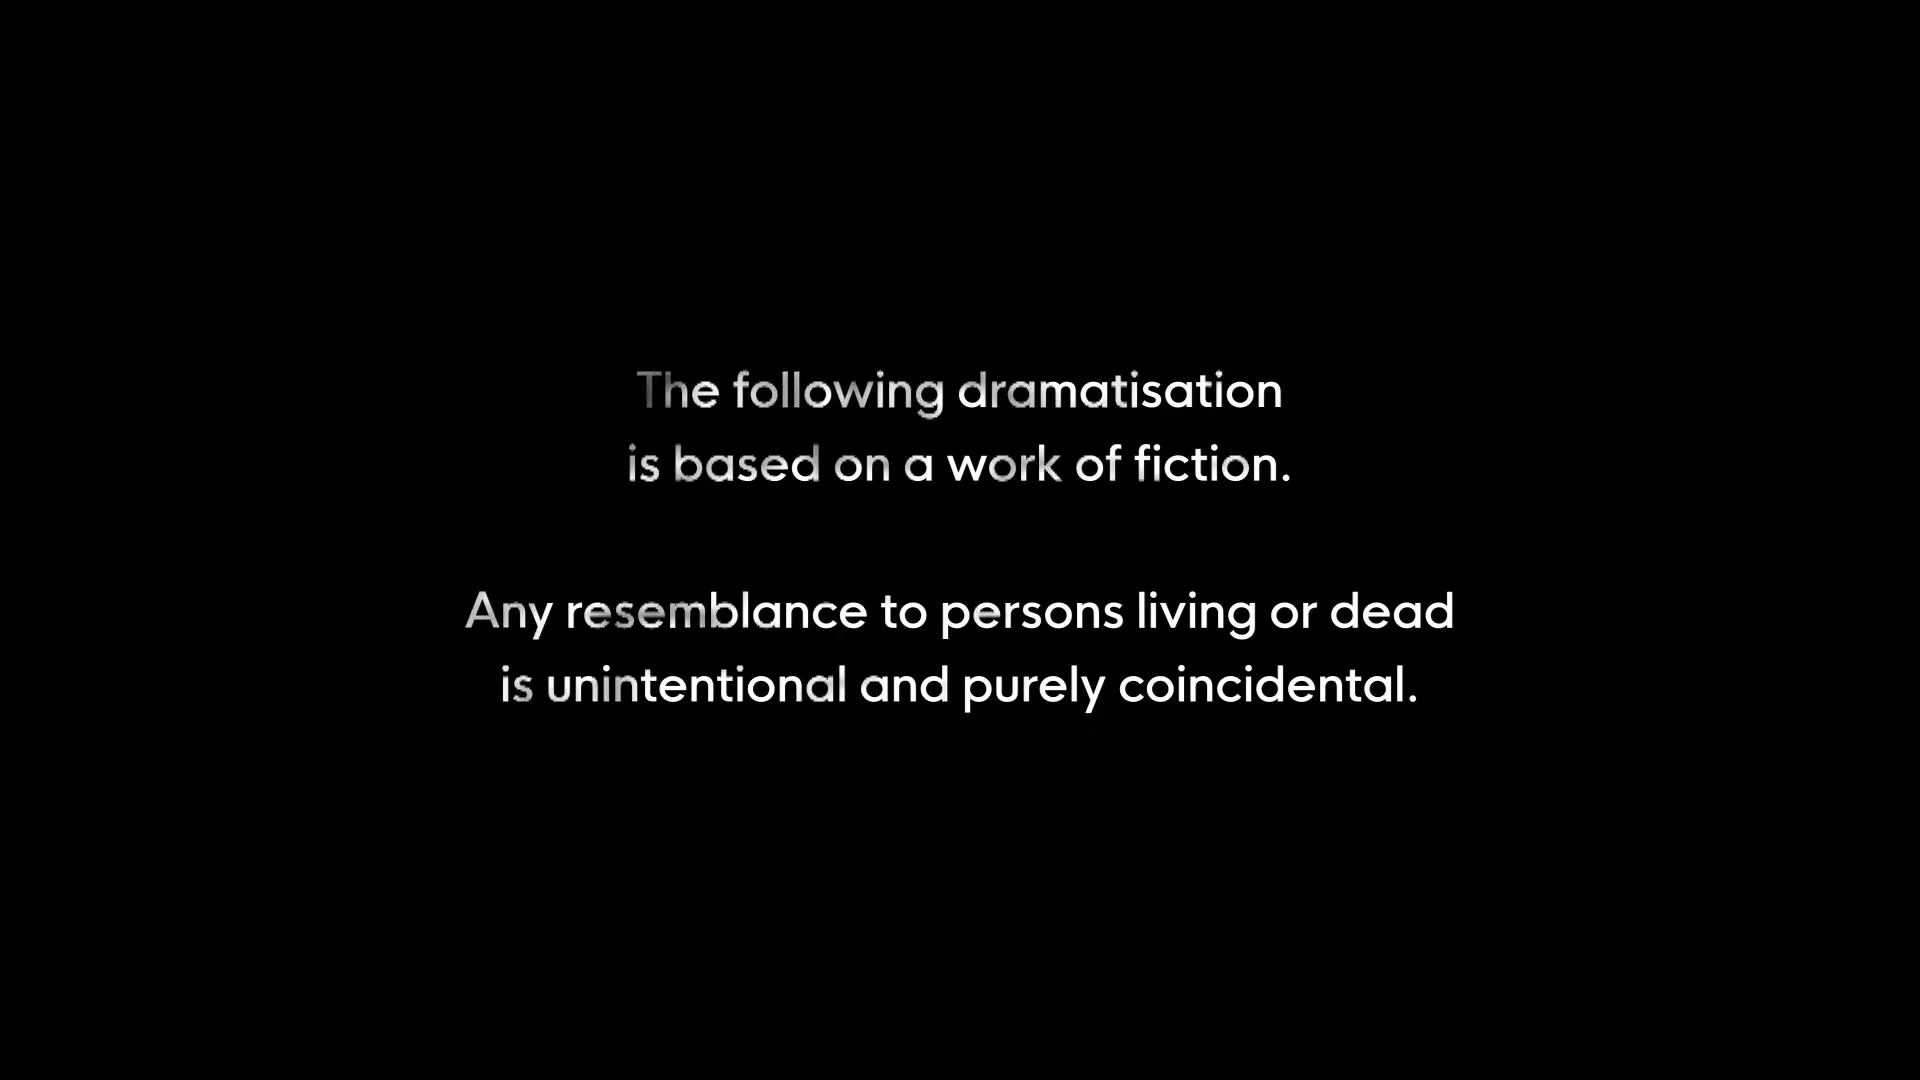 The following dramatisation
is based on a work of fiction.
Any resemblance to persons living or dead
is unintentional and purely coincidental.